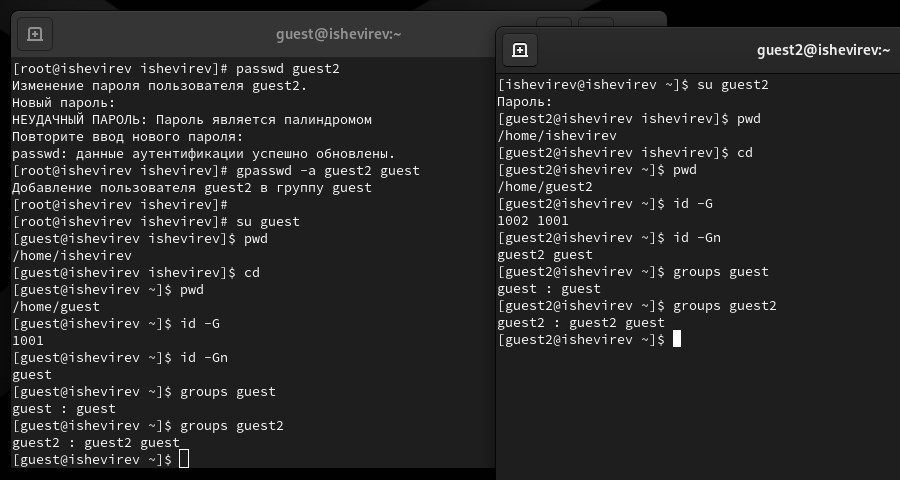 guest@ishevirev:~
[root@ishevirev ishevirev]# passwd guest2
Изменение пароля пользователя guest2.
Новый пароль:
НЕУДАЧНЫЙ ПАРОЛЬ: Пароль является палиндромом
Повторите ввод нового пароля:
passwd: данные аутентификации успешно обновлены.
[root@ishevirev ishevirev]# gpasswd -a guest2 guest
Добавление пользователя guest2 в группу guest
[root@ishevirev ishevirev]#
[root@ishevirev ishevirev]# su guest
[guest@ishevirev ishevirev]$ pwd
/home/ishevirev
[guest@ishevirev ishevirev]$ cd
[guest@ishevirev ~]$ pwd
/home/guest
[guest@ishevirev ~]$ id -G
1001
[guest@ishevirev ~]$ id -Gn
guest
[guest@ishevirev ~]$ groups guest
guest : guest
[guest@ishevirev ~]$ groups guest2
guest2 : guest2 guest
[guest@ishevirev ~]$
guest2@ishevirev:~
[ishevirev@ishevirev ~]$ su guest2
Пароль:
[guest2@ishevirev ishevirev]$ pwd
/home/ishevirev
[guest2@ishevirev ishevirev]$ cd
[guest2@ishevirev ~]$ pwd
/home/guest2
[guest2@ishevirev ~]$ id -G
1002 1001
[guest2@ishevirev ~]$ id -Gn
guest2 guest
[guest2@ishevirev ~]$ groups guest
guest : guest
[guest2@ishevirev ~]$ groups guest2
guest2 : guest2 guest
[guest2@ishevirev ~]$